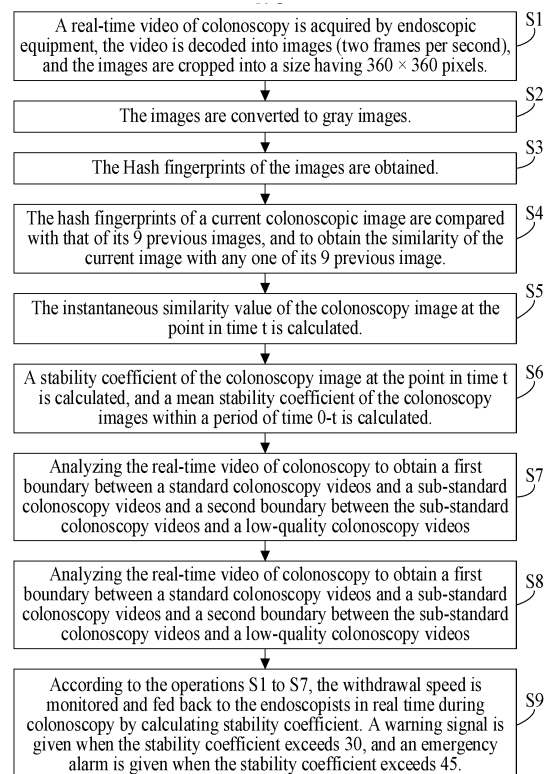 S1
A real-time video of colonoscopy is acquired by endoscopic
equipment, the video is decoded into images (two frames per second),
and the images are cropped into a size having 360 × 360 pixels.
S2
The images are converted to gray images.
S3
The Hash fingerprints of the images are obtained.
S4
The hash fingerprints of a current colonoscopic image are compared
with that of its 9 previous images, and to obtain the similarity of the
current image with any one of its 9 previous image.
S5
The instantaneous similarity value of the colonoscopy image at the
point in time t is calculated.
S6
A stability coefficient of the colonoscopy image at the point in time t
is calculated, and a mean stability coefficient of the colonoscopy
images within a period of time 0-t is calculated.
S7
Analyzing the real-time video of colonoscopy to obtain a first
boundary between a standard colonoscopy videos and a sub-standard
colonoscopy videos and a second boundary between the sub-standard
colonoscopy videos and a low-quality colonoscopy videos
S8
Analyzing the real-time video of colonoscopy to obtain a first
boundary between a standard colonoscopy videos and a sub-standard
colonoscopy videos and a second boundary between the sub-standard
colonoscopy videos and a low-quality colonoscopy videos
S9
According to the operations S1 to S7, the withdrawal speed is
monitored and fed back to the endoscopists in real time during
colonoscopy by calculating stability coefficient. A warning signal is
given when the stability coefficient exceeds 30, and an emergency
alarm is given when the stability coefficient exceeds 45.